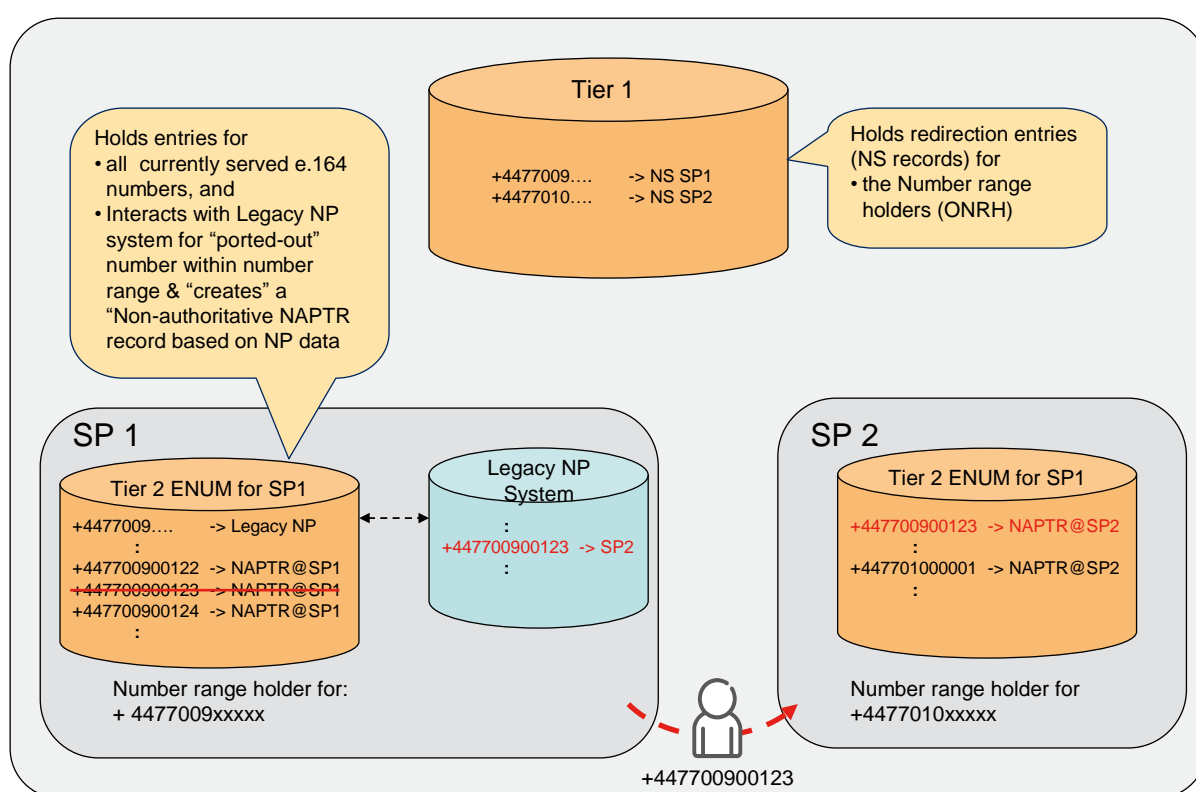 Tier 1
+4477009…. -> NS SP1
+4477010…. -> NS SP2
Holds entries for
• all currently served e.164
numbers, and
• Interacts with Legacy NP
system for “ported-out”
number within number
range & “creates” a
“Non-authoritative NAPTR
record based on NP data
Holds redirection entries
(NS records) for
• the Number range
holders (ONRH)
SP 1
Tier 2 ENUM for SP1
+4477009…. -> Legacy NP
:
+447700900122 -> NAPTR@SP1
+447700900123 -> NAPTR@SP1
+447700900124 -> NAPTR@SP1
:
Legacy NP
System
:
+447700900123 -> SP2
:
Number range holder for:
+ 4477009xxxxx
SP 2
Tier 2 ENUM for SP1
+447700900123 -> NAPTR@SP2
:
+447701000001 -> NAPTR@SP2
:
Number range holder for
+4477010xxxxx
+447700900123